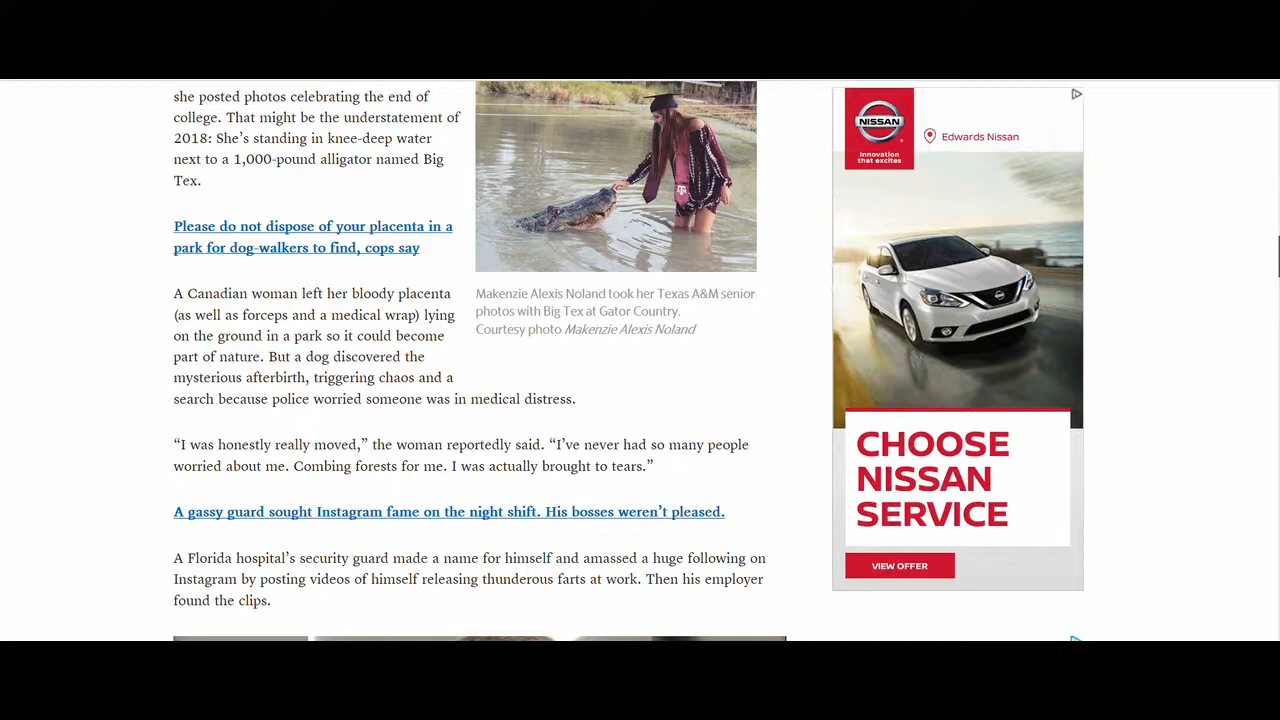 she posted photos celebrating the end of
college. That might be the understatement of
2018: She’s standing in knee-deep water
next to a 1,000-pound alligator named Big
Tex.
Please do not dispose of your placenta in a
park for dog-walkers to find, cops say
A Canadian woman left her bloody placenta
(as well as forceps and a medical wrap) lying
on the ground in a park so it could become
part of nature. But a dog discovered the
mysterious afterbirth, triggering chaos and a
search because police worried someone was in medical distress.
“I was honestly really moved,” the woman reportedly said. “I’ve never had so many people
worried about me. Combing forests for me. I was actually brought to tears.”
A gassy guard sought Instagram fame on the night shift. His bosses weren’t pleased.
A Florida hospital’s security guard made a name for himself and amassed a huge following on
Instagram by posting videos of himself releasing thunderous farts at work. Then his employer
found the clips.
Makenzie Alexis Noland took her Texas A&M senior
photos with Big Tex at Gator Country.
Courtesy photo Makenzie Alexis Noland
NISSAN
Innovation
that excites
Edwards Nissan
CHOOSE
NISSAN
SERVICE
VIEW OFFER